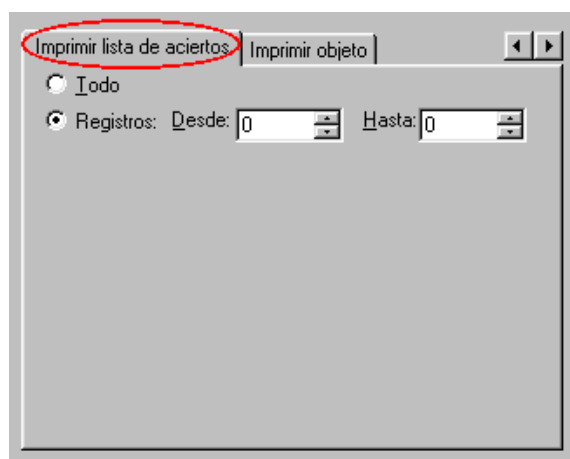 Imprimir lista de aciertos Imprimir objeto
Todo
Registros: Desde: 0 Hasta: 0